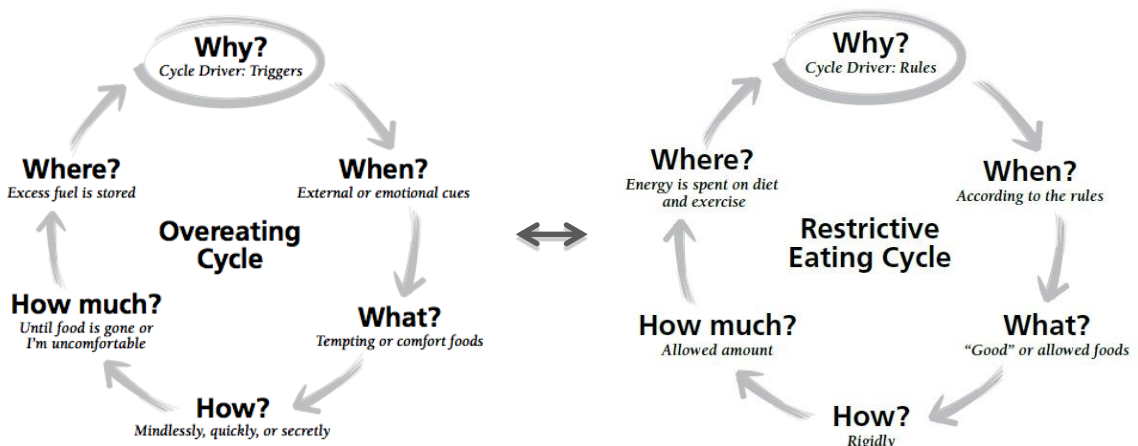 Why?
Cycle Driver: Triggers
When?
External or emotional cues
What?
Tempting or comfort foods
How?
Mindlessly, quickly, or secretly
How much?
Until food is gone or
I'm uncomfortable
Where?
Excess fuel is stored
Overeating
Cycle
Why?
Cycle Driver: Rules
When?
According to the rules
What?
“Good” or allowed foods
How?
Rigidly
How much?
Allowed amount
Where?
Energy is spent on diet
and exercise
Restrictive
Eating Cycle